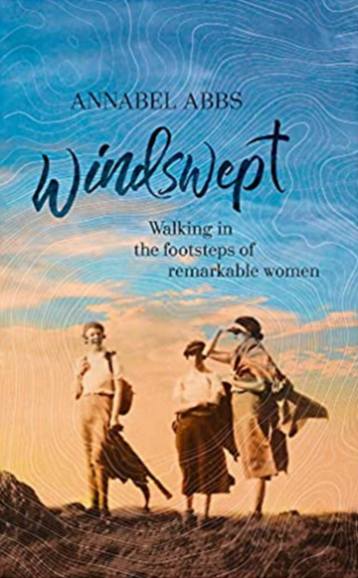 ANNABEL ABBS
Windswept
Walking in
the footsteps of
remarkable women